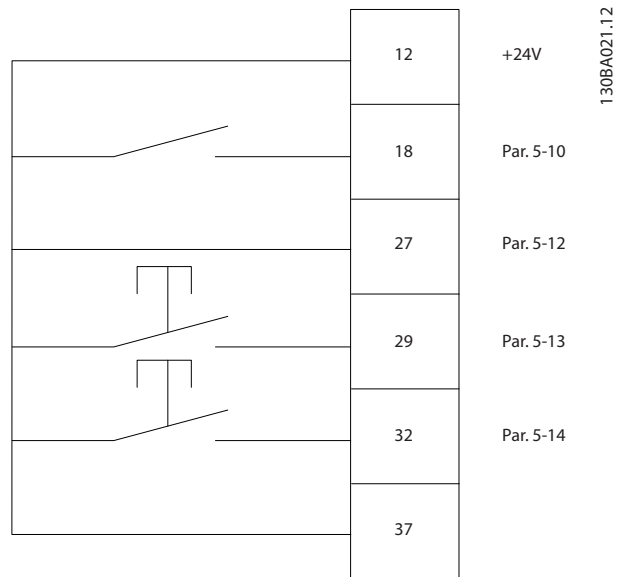 12 +24V
18 Par. 5-10
27 Par. 5-12
29 Par. 5-13
32 Par. 5-14
37
130BA021.12